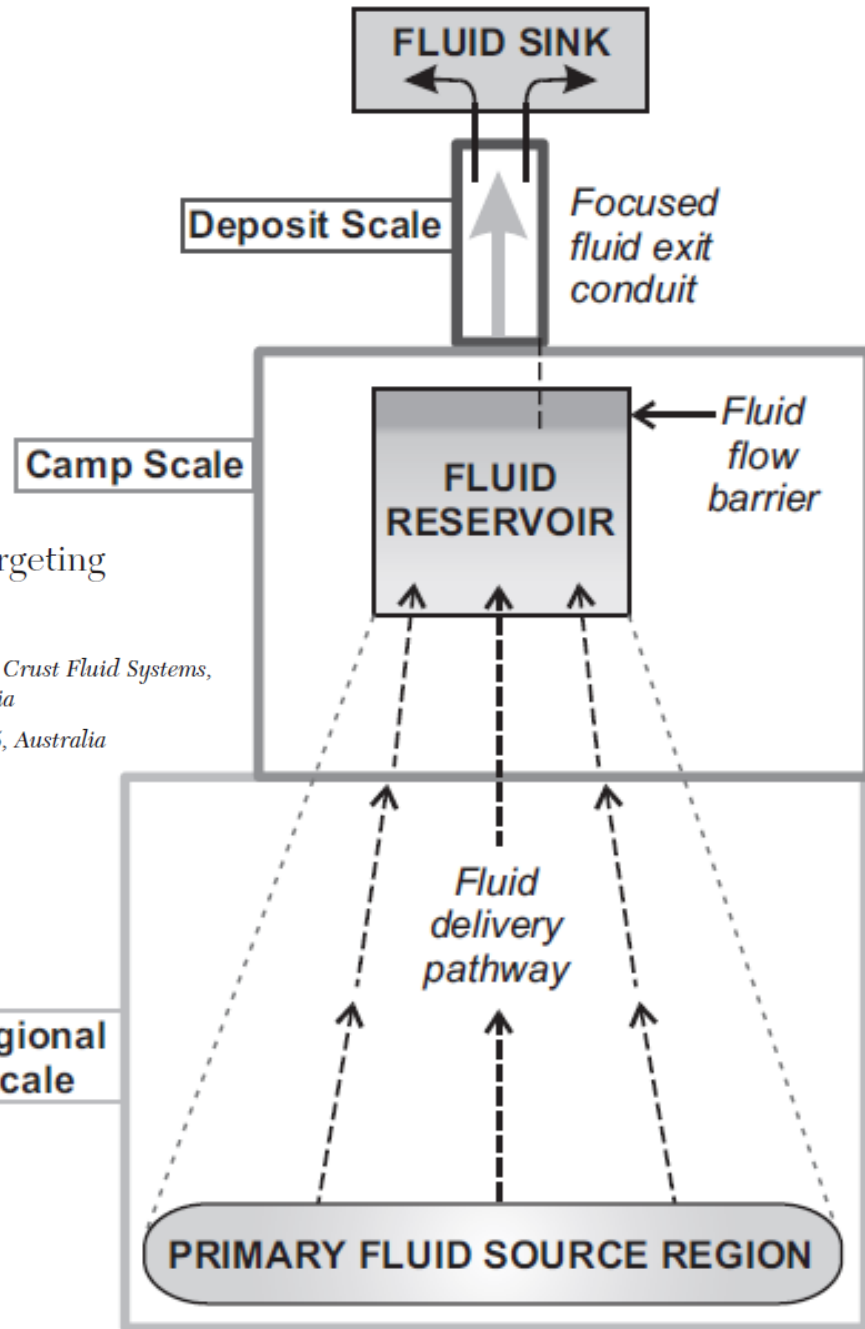 FLUID SINK
Deposit Scale
Focused
fluid exit
conduit
Camp Scale
Fluid
flow
barrier
FLUID
RESERVOIR
rgeting
Crust Fluid Systems,
ia
, Australia
Fluid
delivery
pathway
gional
cale
PRIMARY FLUID SOURCE REGION